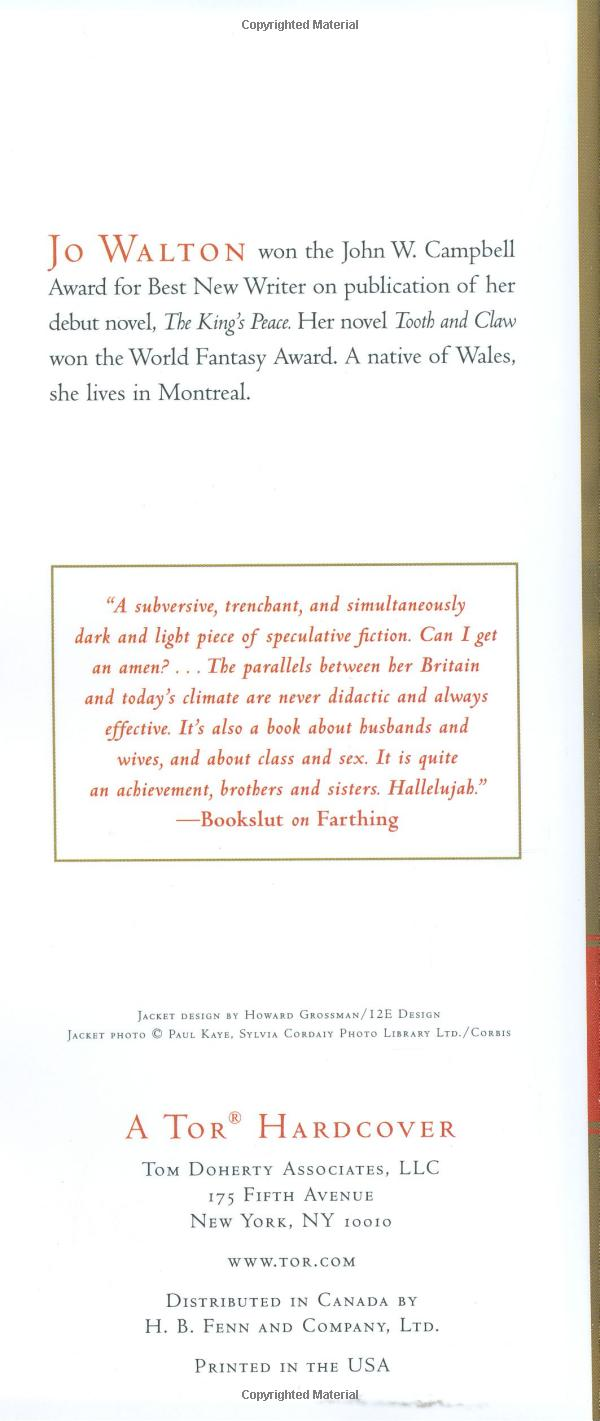 Copyrighted Material
Jo Walton won the John W. Campbell
Award for Best New Writer on publication of her
debut novel, The King's Peace. Her novel Tooth and Claw
won the World Fantasy Award. A native of Wales,
she lives in Montreal.
"A subversive, trenchant, and simultaneously
dark and light piece of speculative fiction. Can I get
an amen? . . . The parallels between her Britain
and today's climate are never didactic and always
effective. It's also a book about husbands and
wives, and about class and sex. It is quite
an achievement, brothers and sisters. Hallelujah."
—Bookslut on Farthing
Jacket design by Howard Grossman/12E Design
Jacket photo © Paul Kaye, Sylvia Cordaiy Photo Library Ltd./Corbis
A Tor® Hardcover
Tom Doherty Associates, LLC
175 Fifth Avenue
New York, NY 10010
www.tor.com
Distributed in Canada by
H. B. Fenn and Company, Ltd.
Printed in the USA
Copyrighted Material